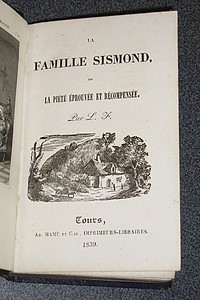 LA
FAMILLE SISMOND,
OU
LA PIÉTÉ ÉPROUVÉE ET RÉCOMPENSÉE.
Par L. F.
Tours,
AD. MAME ET Cie, IMPRIMEURS-LIBRAIRES.
1839.